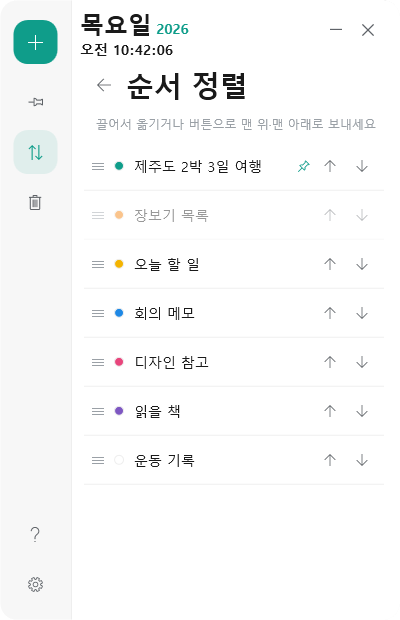 목요일 2026
오전 10:42:06
순서 정렬
끌어서 옮기거나 버튼으로 맨 위·맨 아래로 보내세요
제주도 2박 3일 여행
장보기 목록
오늘 할 일
회의 메모
디자인 참고
읽을 책
운동 기록
?